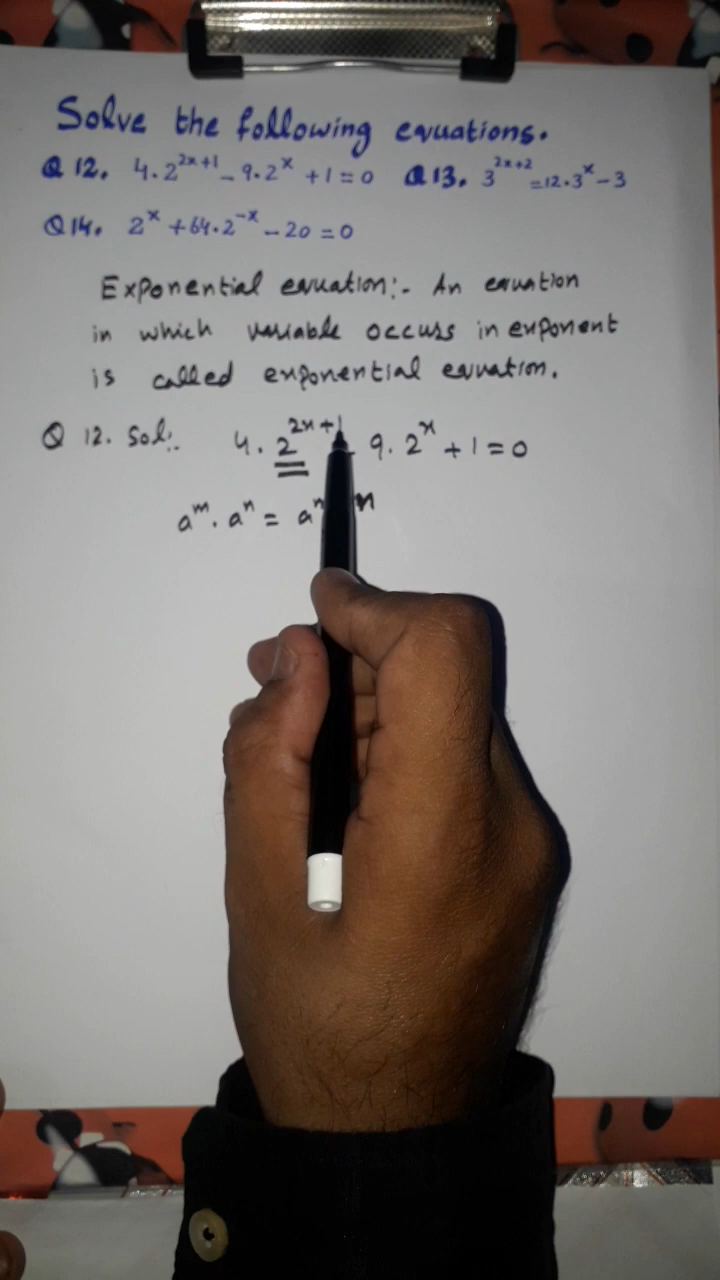 Solve the following equations.
Q 12. 4.2^{2x+1} - 9.2^x + 1 = 0 Q 13. 3^{2x+2} = 12.3^x - 3
Q 14. 2^x + 64.2^{-x} - 20 = 0
Exponential equation:- An equation
in which variable occurs in exponent
is called exponential equation.
Q 12. Sol:. 4. 2^{2x+1} - 9. 2^x + 1 = 0
a^m . a^n = a